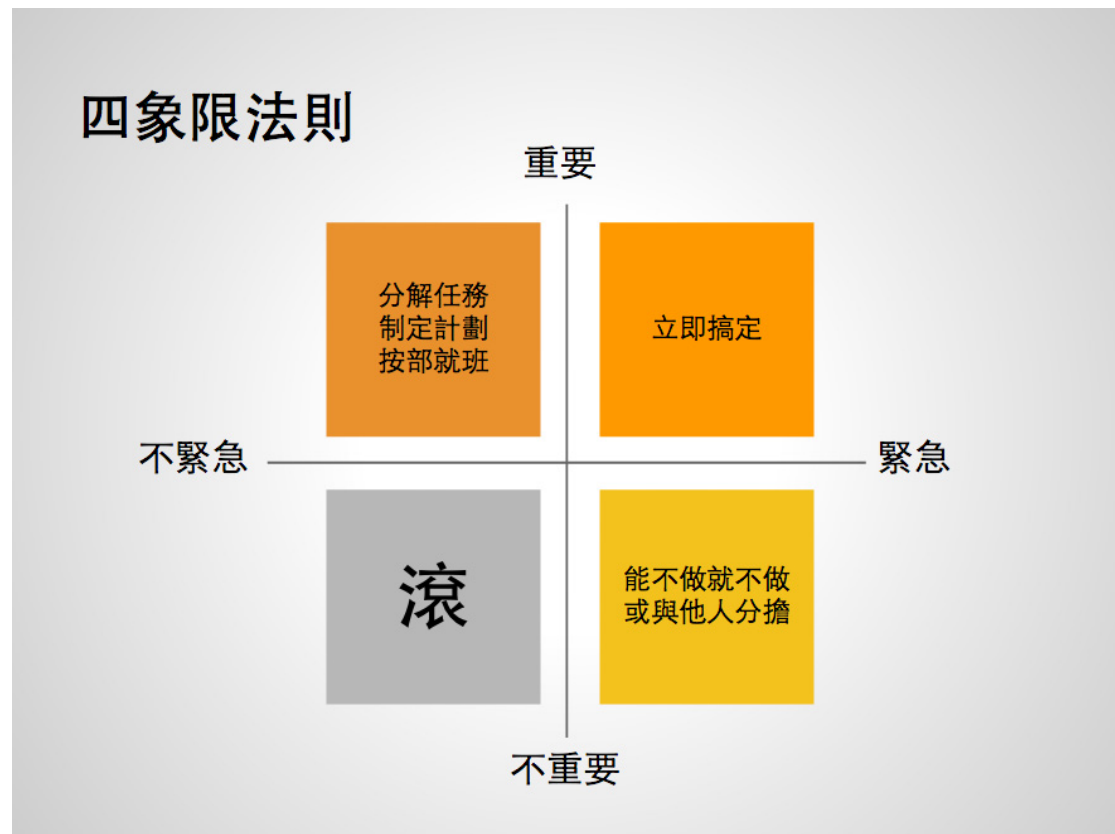 四象限法則
重要
分解任務
制定計劃
按部就班
立即搞定
不緊急
緊急
滾
能不做就不做
或與他人分擔
不重要